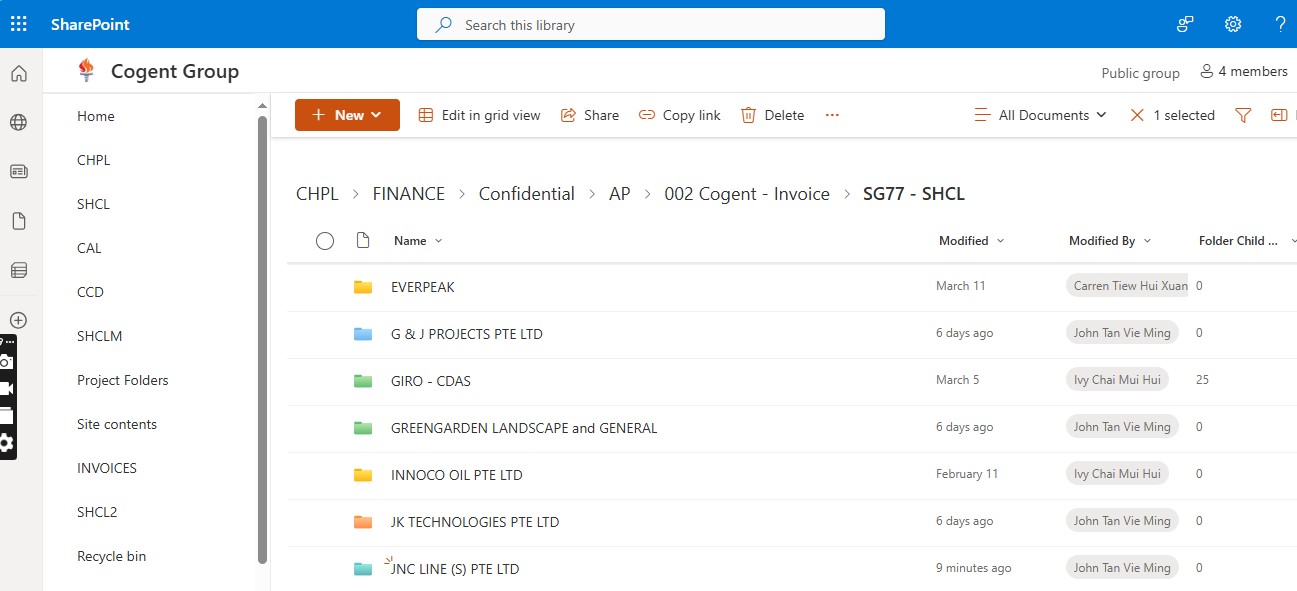 SharePoint
Search this library
?
Cogent Group
Public group
4 members
Home
CHPL
SHCL
CAL
CCD
SHCLM
Project Folders
Site contents
INVOICES
SHCL2
Recycle bin
+ New
Edit in grid view
Share
Copy link
Delete
...
All Documents
1 selected
CHPL > FINANCE > Confidential > AP > 002 Cogent - Invoice > SG77 - SHCL
Name Modified Modified By Folder Child ...
EVERPEAK March 11 Carren Tiew Hui Xuan 0
G & J PROJECTS PTE LTD 6 days ago John Tan Vie Ming 0
GIRO - CDAS March 5 Ivy Chai Mui Hui 25
GREENGARDEN LANDSCAPE and GENERAL 6 days ago John Tan Vie Ming 0
INNOCO OIL PTE LTD February 11 Ivy Chai Mui Hui 0
JK TECHNOLOGIES PTE LTD 6 days ago John Tan Vie Ming 0
JNC LINE (S) PTE LTD 9 minutes ago John Tan Vie Ming 0